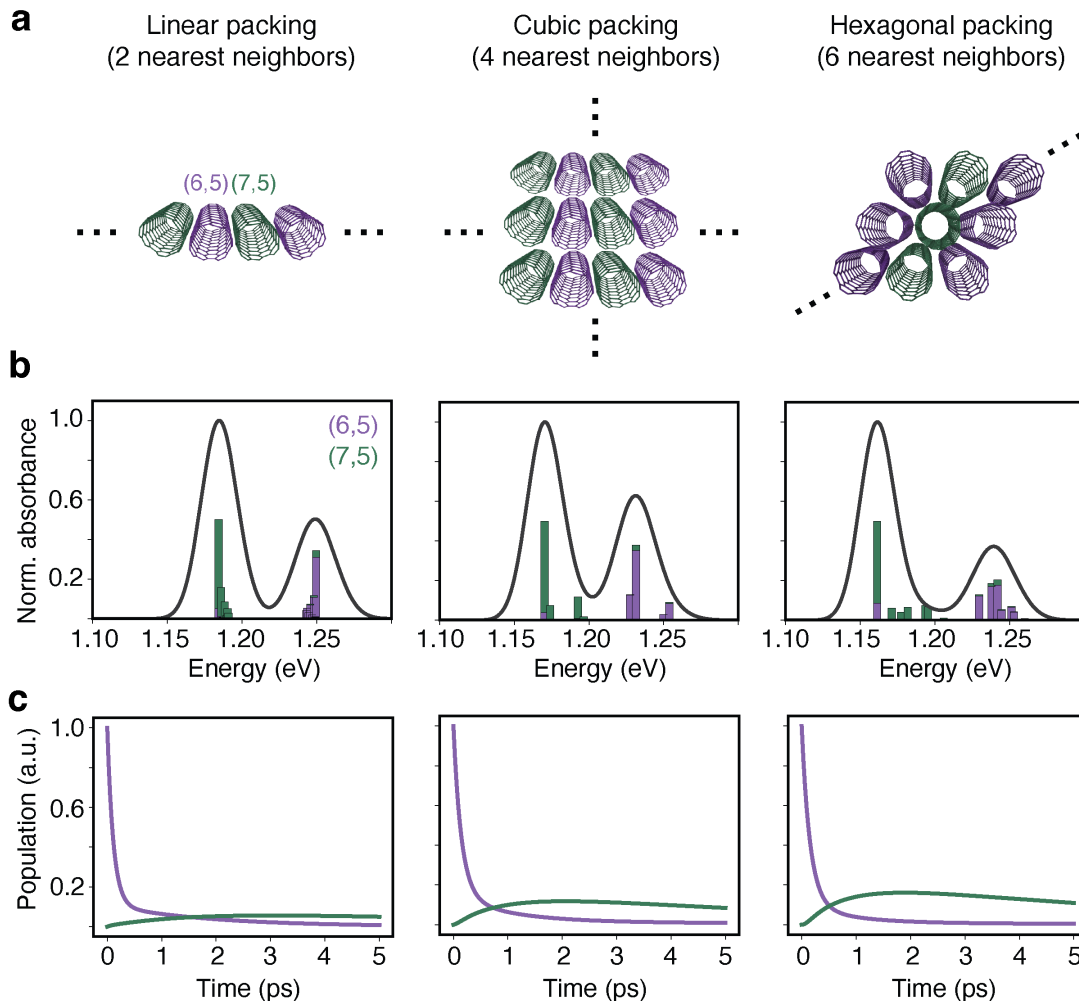 a
Linear packing
(2 nearest neighbors)
Cubic packing
(4 nearest neighbors)
Hexagonal packing
(6 nearest neighbors)
(6,5) (7,5)
b
Norm. absorbance
1.0
0.6
0.2
(6,5)
(7,5)
1.10 1.15 1.20 1.25
Energy (eV)
1.10 1.15 1.20 1.25
Energy (eV)
1.10 1.15 1.20 1.25
Energy (eV)
c
Population (a.u.)
1.0
0.6
0.2
0 1 2 3 4 5
Time (ps)
0 1 2 3 4 5
Time (ps)
0 1 2 3 4 5
Time (ps)